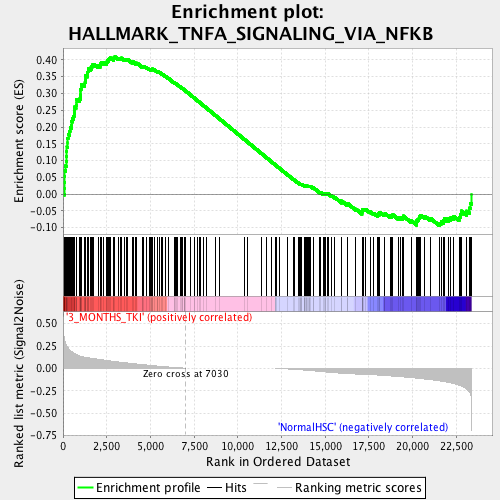 Enrichment plot:
HALLMARK_TNFA_SIGNALING_VIA_NFKB
Enrichment score (ES)
0.40
0.35
0.30
0.25
0.20
0.15
0.10
0.05
0.00
-0.05
-0.10
Ranked list metric (Signal2Noise)
0.50
0.25
0.00
-0.25
-0.50
-0.75
'3_MONTHS_TKI' (positively correlated)
Zero cross at 7030
'NormalHSC' (negatively correlated)
0
2,500
5,000
7,500
10,000
12,500
15,000
17,500
20,000
22,500
Rank in Ordered Dataset
Enrichment profile
Hits
Ranking metric scores